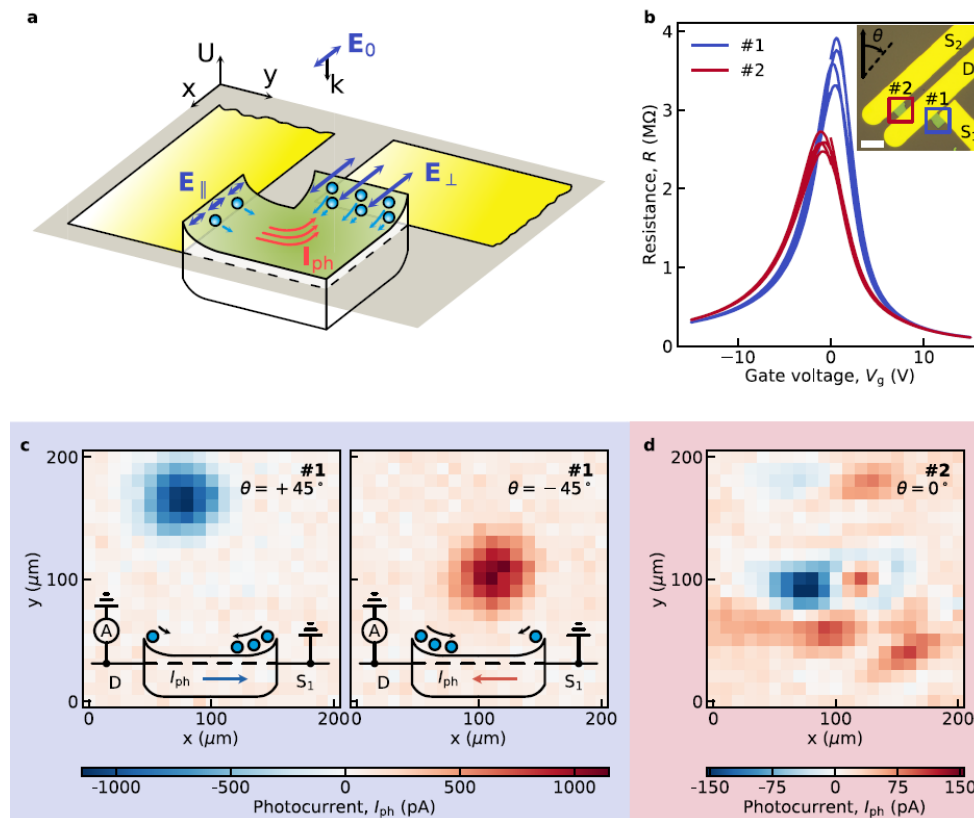 a
U
x
y
E₀
k
E∥
E⊥
Iph
b
Resistance, R (MΩ)
4
3
2
1
0
−10
0
10
Gate voltage, Vg (V)
#1
#2
θ
S₂
D
#2
#1
c
y (μm)
200
100
0
#1
θ = +45°
A
D
Iph
S₁
0
100
200
x (μm)
#1
θ = −45°
A
D
Iph
S₁
0
100
200
x (μm)
-1000
-500
0
500
1000
Photocurrent, Iph (pA)
d
y (μm)
200
100
0
#2
θ = 0°
0
100
200
x (μm)
-150
-75
0
75
150
Photocurrent, Iph (pA)